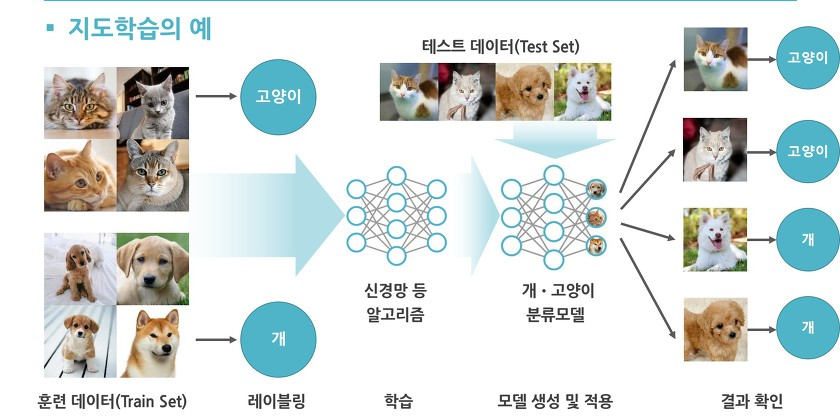 ▪ 지도학습의 예
테스트 데이터(Test Set)
고양이
고양이
고양이
개
개
개
신경망 등
알고리즘
개・고양이
분류모델
훈련 데이터(Train Set)
레이블링
학습
모델 생성 및 적용
결과 확인